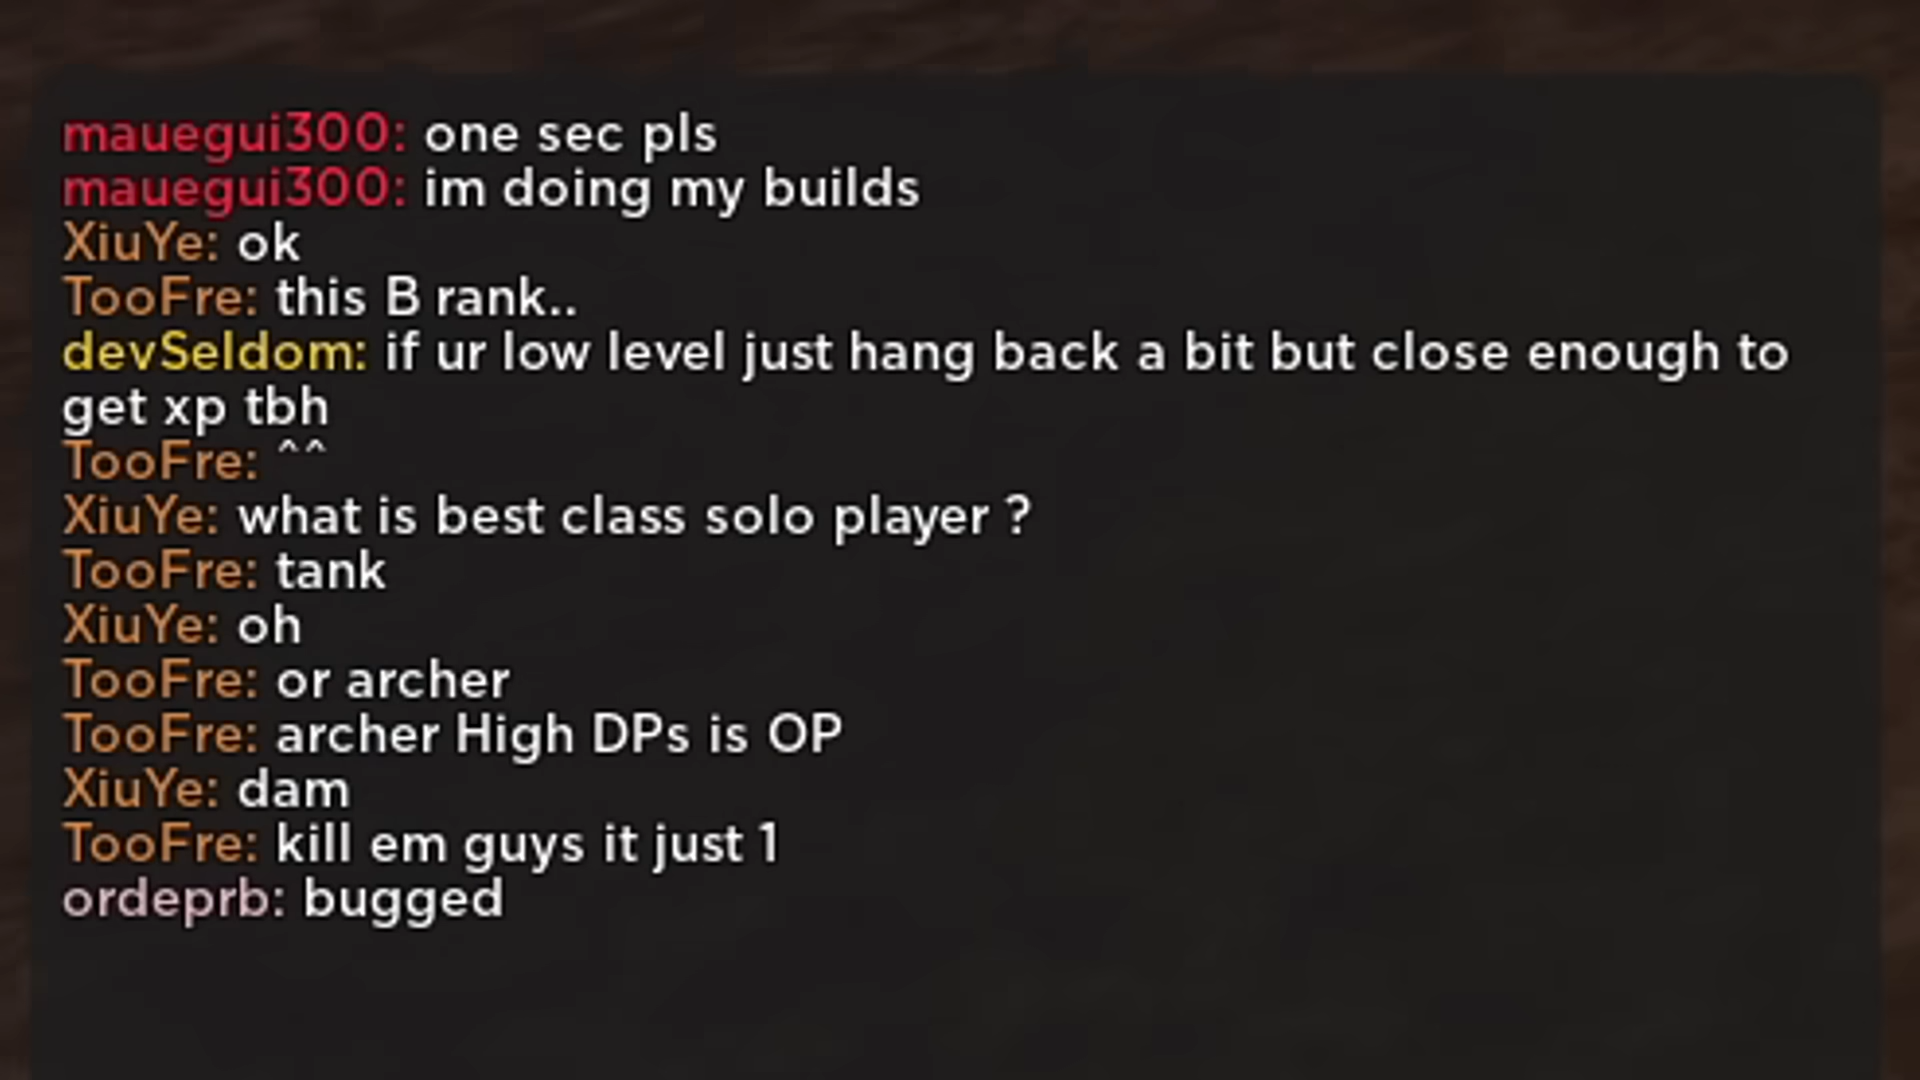 mauegui300: one sec pls
mauegui300: im doing my builds
XiuYe: ok
TooFre: this B rank..
devSeldom: if ur low level just hang back a bit but close enough to
get xp tbh
TooFre: ^^
XiuYe: what is best class solo player ?
TooFre: tank
XiuYe: oh
TooFre: or archer
TooFre: archer High DPs is OP
XiuYe: dam
TooFre: kill em guys it just 1
ordeprb: bugged